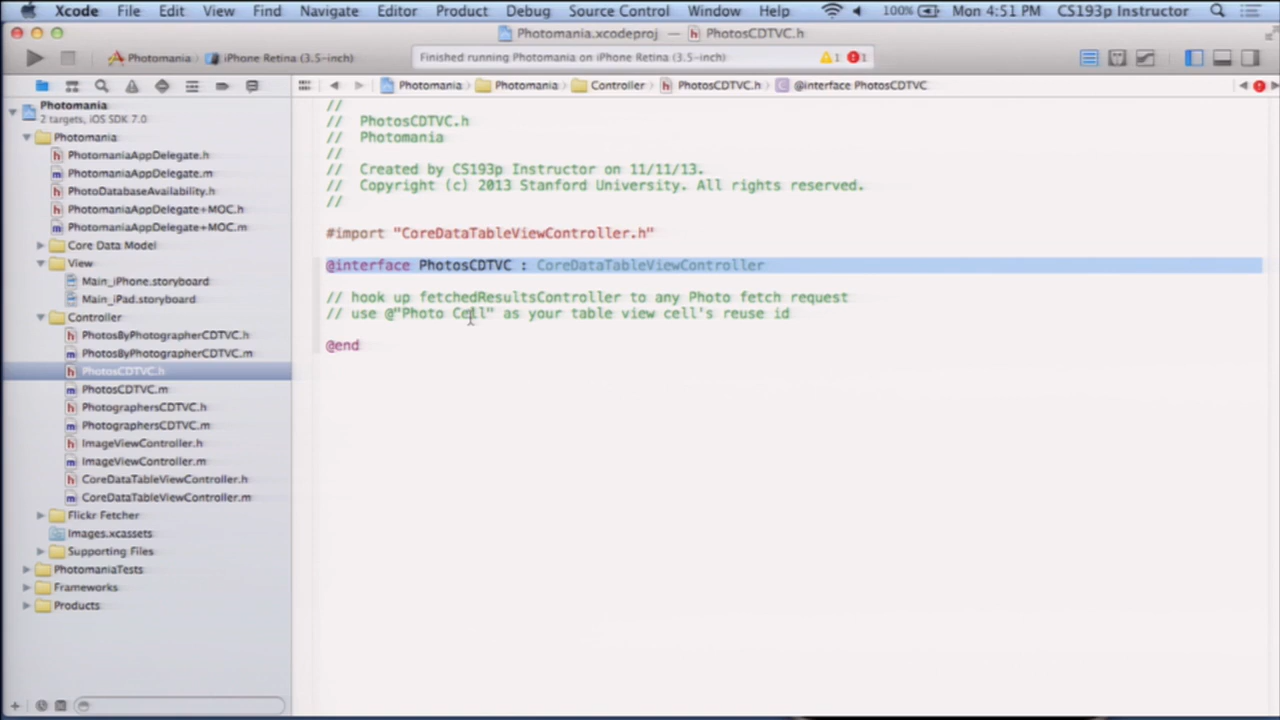 Xcode File Edit View Find Navigate Editor Product Debug Source Control Window Help 100% Mon 4:51 PM CS193p Instructor
Photomania.xcodeproj — PhotosCDTVC.h
Photomania iPhone Retina (3.5-inch) Finished running Photomania on iPhone Retina (3.5-inch) 1 1
Photomania Photomania Controller PhotosCDTVC.h @interface PhotosCDTVC
Photomania
2 targets, iOS SDK 7.0
Photomania
PhotomaniaAppDelegate.h
PhotomaniaAppDelegate.m
PhotoDatabaseAvailability.h
PhotomaniaAppDelegate+MOC.h
PhotomaniaAppDelegate+MOC.m
Core Data Model
View
Main_iPhone.storyboard
Main_iPad.storyboard
Controller
PhotosByPhotographerCDTVC.h
PhotosByPhotographerCDTVC.m
PhotosCDTVC.h
PhotosCDTVC.m
PhotographersCDTVC.h
PhotographersCDTVC.m
ImageViewController.h
ImageViewController.m
CoreDataTableViewController.h
CoreDataTableViewController.m
Flickr Fetcher
Images.xcassets
Supporting Files
PhotomaniaTests
Frameworks
Products
//
// PhotosCDTVC.h
// Photomania
//
// Created by CS193p Instructor on 11/11/13.
// Copyright (c) 2013 Stanford University. All rights reserved.
//
#import "CoreDataTableViewController.h"
@interface PhotosCDTVC : CoreDataTableViewController
// hook up fetchedResultsController to any Photo fetch request
// use @"Photo Cell" as your table view cell's reuse id
@end